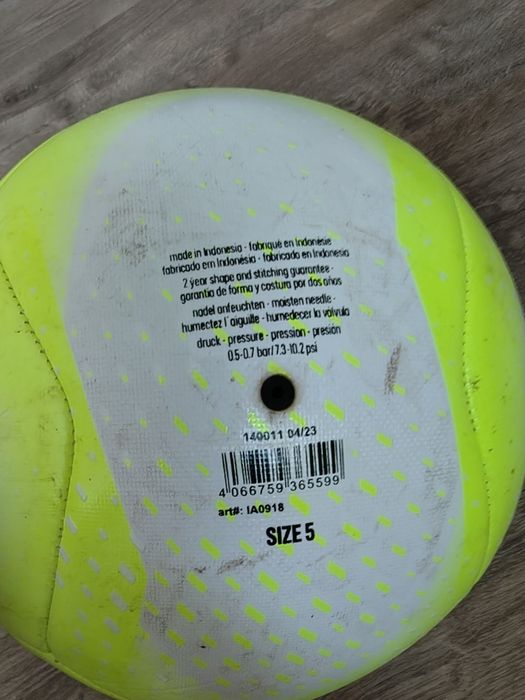 made in Indonesia - fabriqué en Indonésie
fabricado em Indonésia - fabricado en Indonesia
2 year shape and stitching guarantee -
garantia de forma y costura por dos años
nadel anfeuchten - moisten needle -
humectez l'aiguille - humedecer la válvula
druck - pressure - pression - presión
0.5-0.7 bar/7.3-10.2 psi
140011 04/23
4 066759 365599
art#: IA0918
SIZE 5